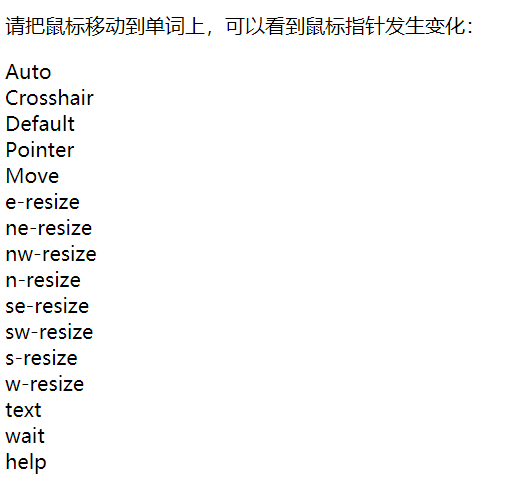 请把鼠标移动到单词上，可以看到鼠标指针发生变化：
Auto
Crosshair
Default
Pointer
Move
e-resize
ne-resize
nw-resize
n-resize
se-resize
sw-resize
s-resize
w-resize
text
wait
help